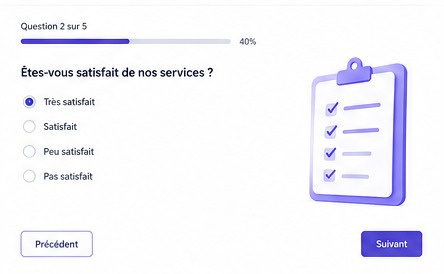 Question 2 sur 5
40%
Êtes-vous satisfait de nos services ?
Très satisfait
Satisfait
Peu satisfait
Pas satisfait
Précédent
Suivant